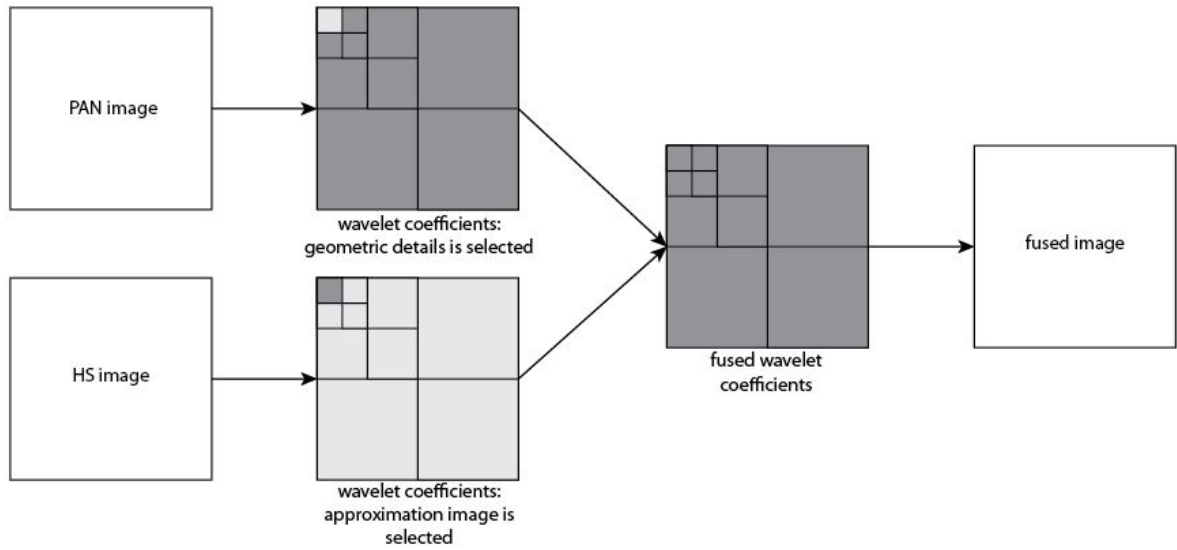 PAN image
wavelet coefficients:
geometric details is selected
HS image
wavelet coefficients:
approximation image is
selected
fused wavelet
coefficients
fused image